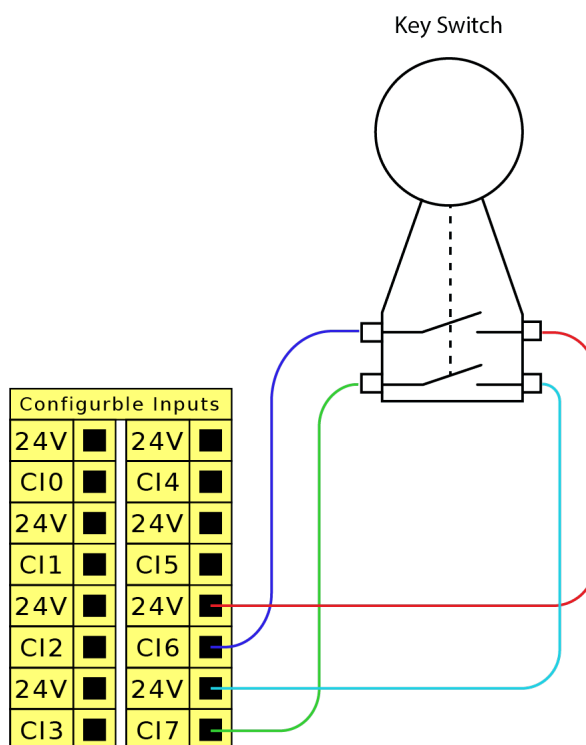 Key Switch
Configurble Inputs
24V 24V
CI0 CI4
24V 24V
CI1 CI5
24V 24V
CI2 CI6
24V 24V
CI3 CI7